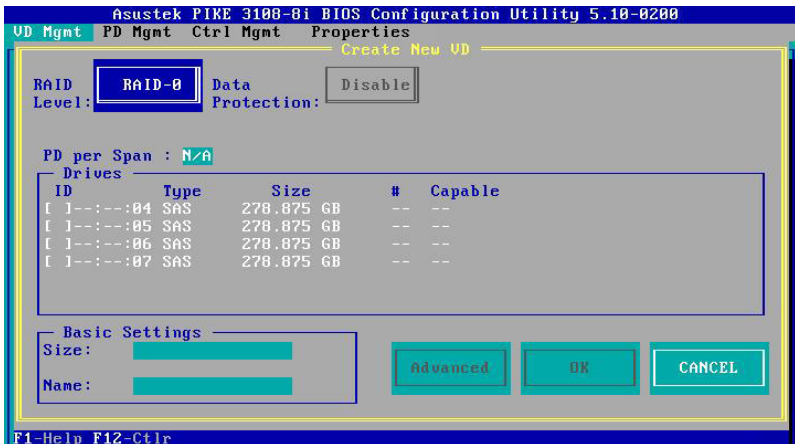 Asustek PIKE 3108-8i BIOS Configuration Utility 5.10-0200
VD Mgmt PD Mgmt Ctrl Mgmt Properties
Create New VD
RAID Level: RAID-0 Data Protection: Disable
PD per Span : N/A
Drives
ID Type Size # Capable
[ ]--:--:04 SAS 278.875 GB -- --
[ ]--:--:05 SAS 278.875 GB -- --
[ ]--:--:06 SAS 278.875 GB -- --
[ ]--:--:07 SAS 278.875 GB -- --
Basic Settings
Size:
Name:
Advanced OK CANCEL
F1-Help F12-Ctlr